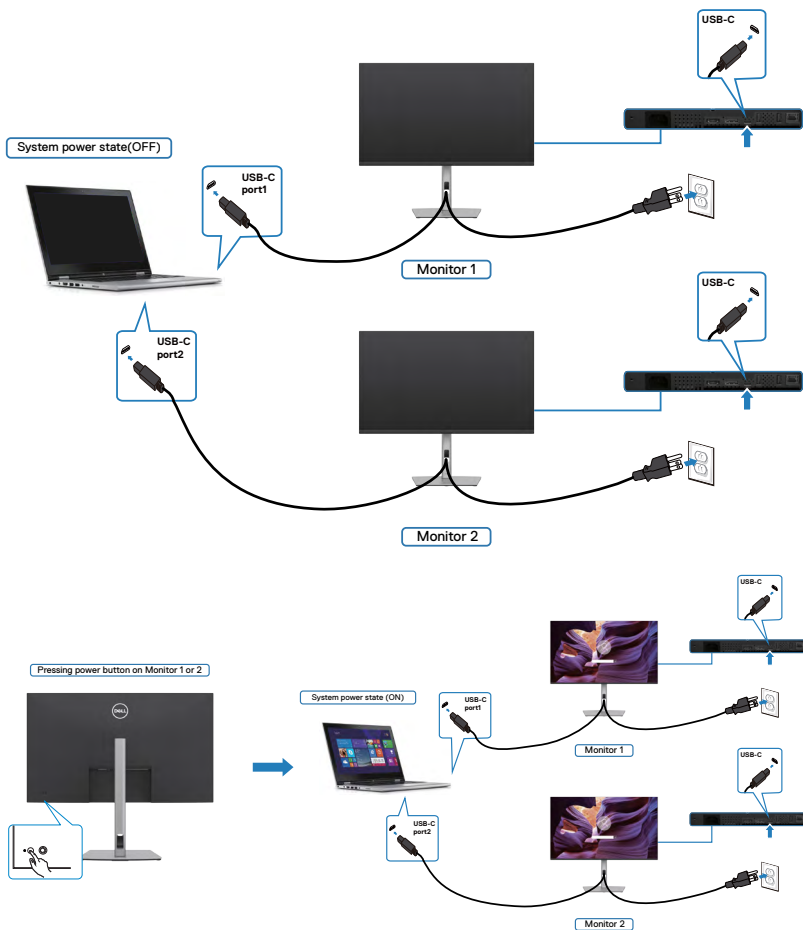 USB-C
System power state(OFF)
USB-C
port1
Monitor 1
USB-C
USB-C
port2
Monitor 2
USB-C
Pressing power button on Monitor 1 or 2
DELL
System power state (ON)
USB-C
port1
Monitor 1
USB-C
USB-C
port2
Monitor 2